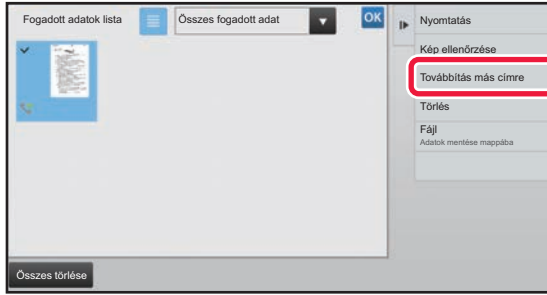 Fogadott adatok lista
Összes fogadott adat
OK
Nyomtatás
Kép ellenőrzése
Továbbítás más címre
Törlés
Fájl
Adatok mentése mappába
Összes törlése